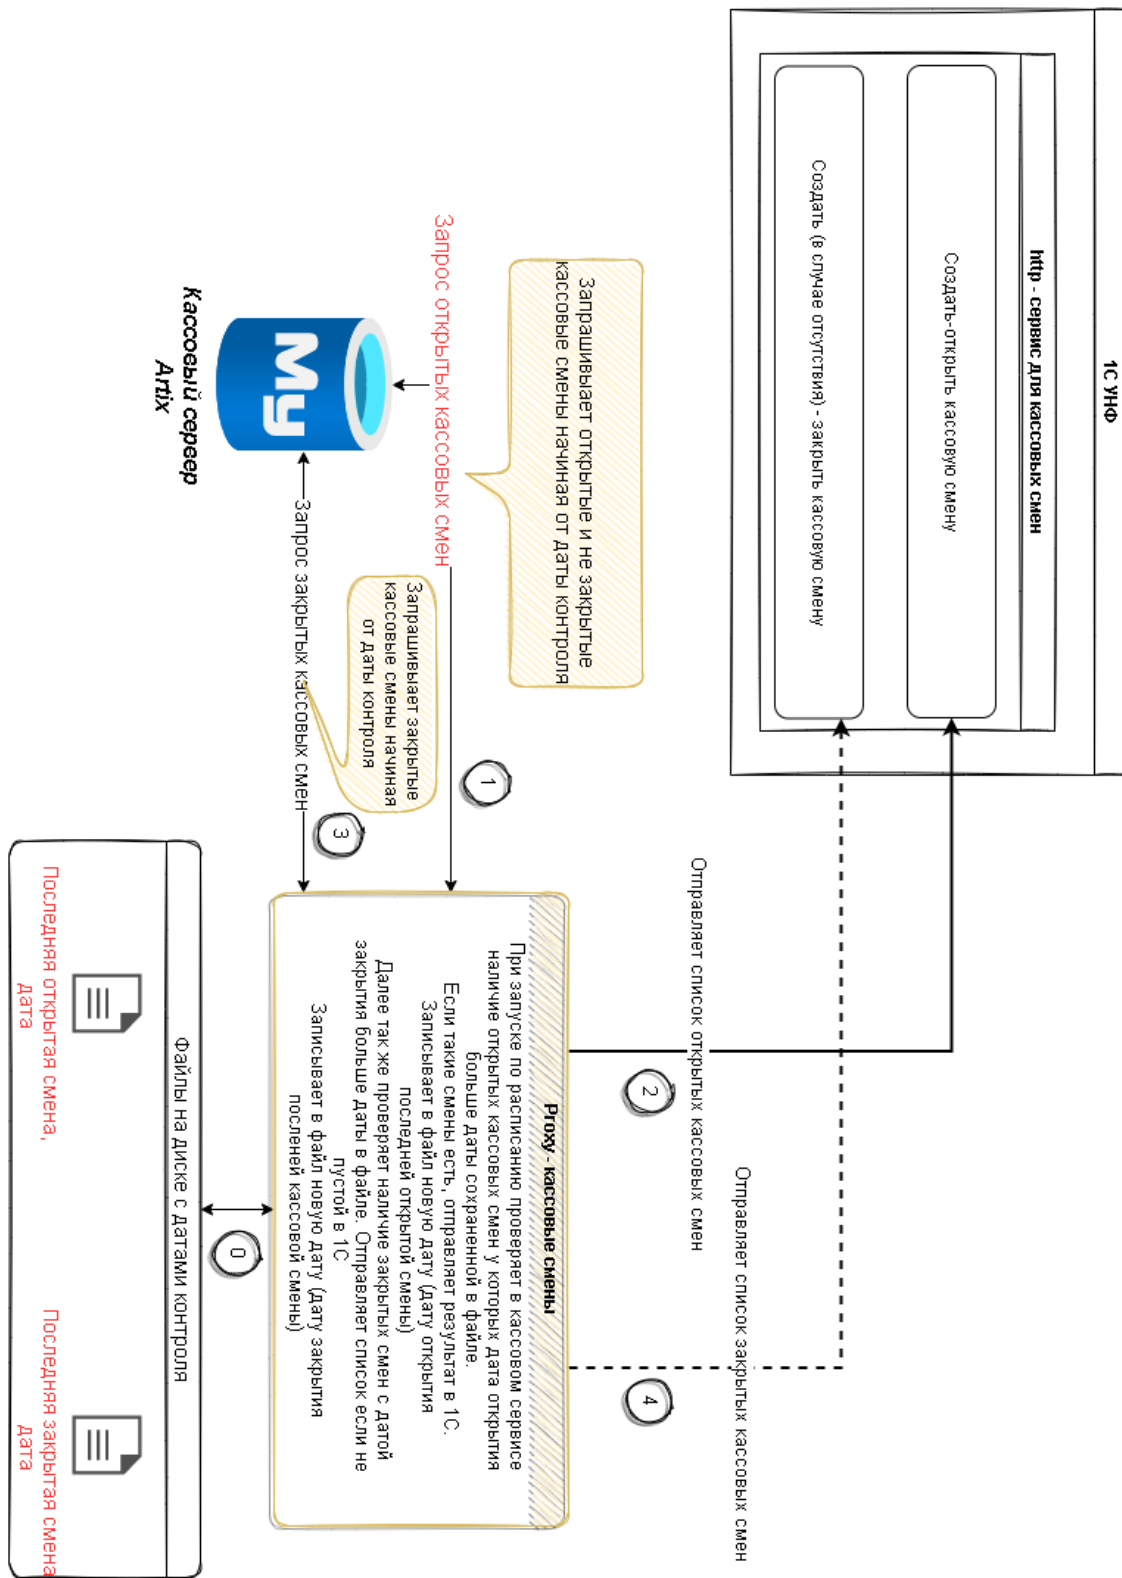 1С УНФ
http - сервис для кассовых смен
Создать-открыть кассовую смену
Создать (в случае отсутствия) - закрыть кассовую смену
Запрашивыает открытые и не закрытые
кассовые смены начиная от даты контроля
Запрос открытых кассовых смен
My
Кассовый сервер
Artix
Запрос закрытых кассовых смен
Запрашивыает закрытые
кассовые смены начиная
от даты контроля
1
3
Отправляет список открытых кассовых смен
2
Отправляет список закрытых кассовых смен
4
Proxy - кассовые смены
При запуске по расписанию проверяет в кассовом сервисе
наличие открытых кассовых смен у которых дата открытия
больше даты сохраненной в файле.
Если такие смены есть, отправляет результат в 1С.
Записывает в файл новую дату (дату открытия
последней открытой смены)
Далее так же проверяет наличие закрытых смен с датой
закрытия больше даты в файле. Отправляет список если не
пустой в 1С
Записывает в файл новую дату (дату закрытия
посленей кассовой смены)
0
Файлы на диске с датами контроля
Последняя открытая смена,
дата
Последняя закрытая смена
дата